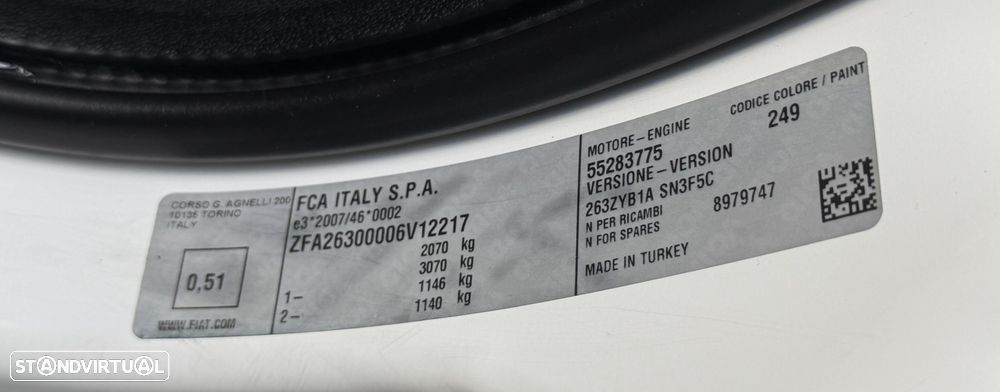 CORSO G. AGNELLI 200
10135 TORINO
ITALY
0,51
WWW.FIAT.COM
FCA ITALY S.P.A.
e3*2007/46*0002
ZFA26300006V12217
2070 kg
3070 kg
1- 1146 kg
2- 1140 kg
MOTORE-ENGINE
55283775
VERSIONE-VERSION
263ZYB1A SN3F5C
N PER RICAMBI
N FOR SPARES
8979747
MADE IN TURKEY
CODICE COLORE / PAINT
249
STANDVIRTUAL